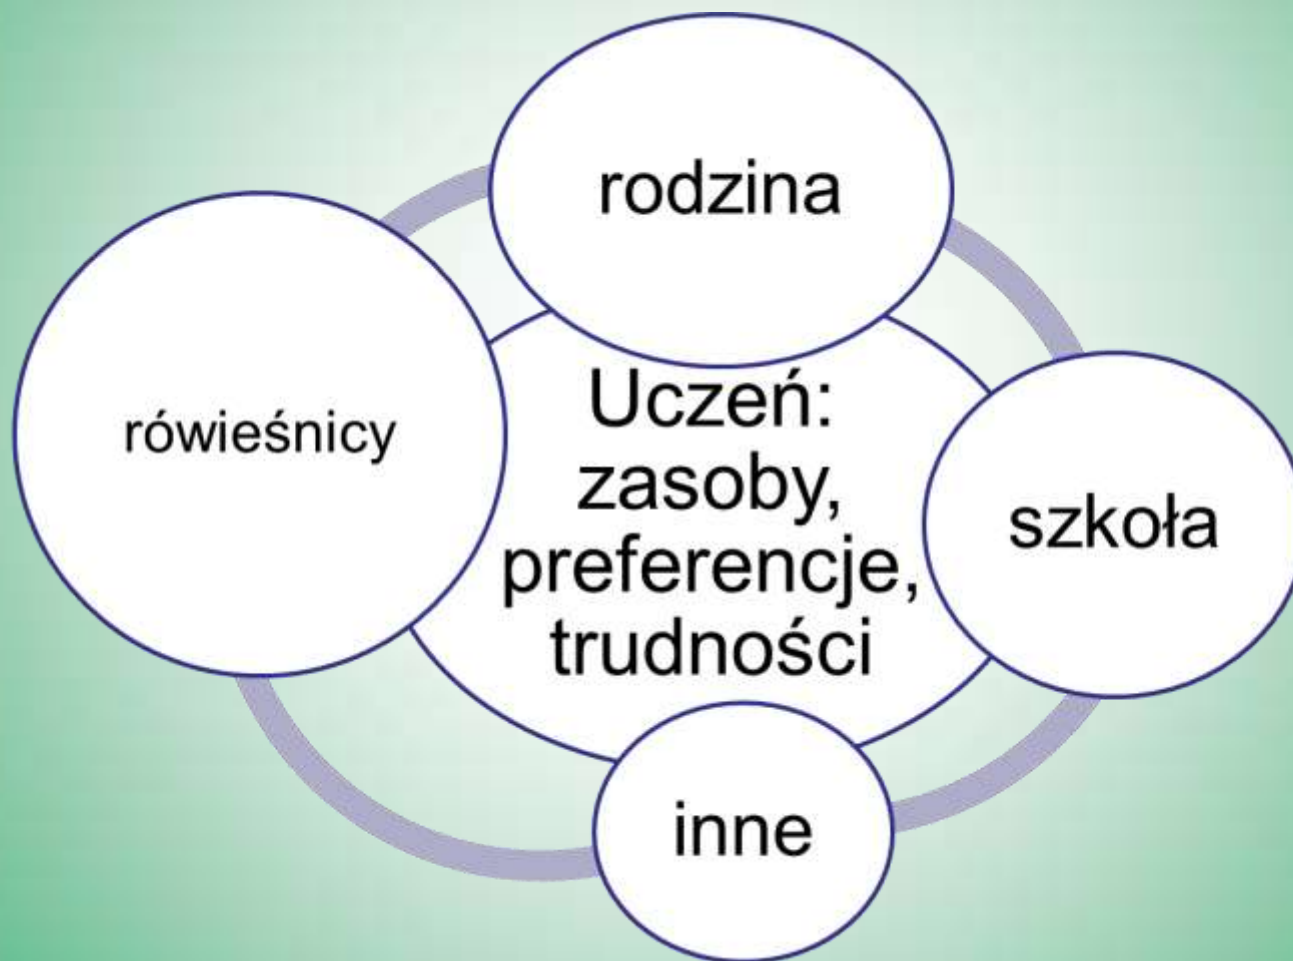 rodzina
Uczeń:
zasoby,
preferencje,
trudności
rówieśnicy
szkoła
inne